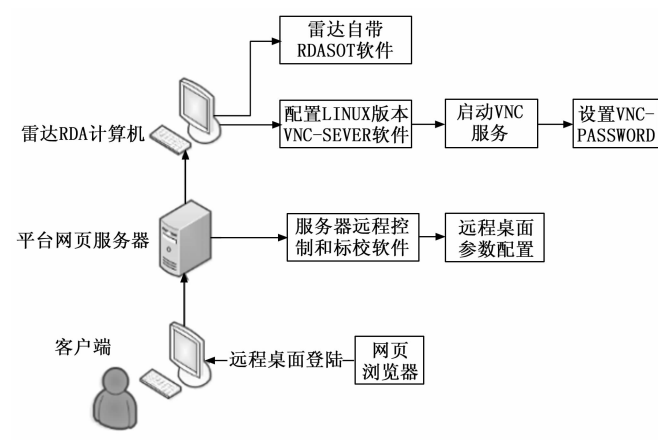 雷达自带
RDASOT软件
雷达RDA计算机
配置LINUX版本
VNC-SEVER软件
启动VNC
服务
设置VNC-
PASSWORD
平台网页服务器
服务器远程控
制和标校软件
远程桌面
参数配置
客户端
远程桌面登陆
网页
浏览器